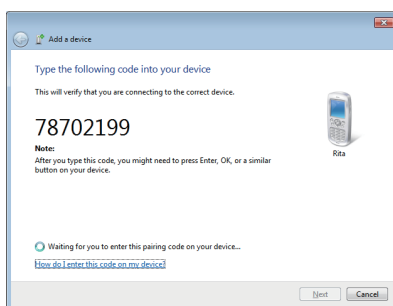 Add a device
Type the following code into your device
This will verify that you are connecting to the correct device.
78702199
Note:
After you type this code, you might need to press Enter, OK, or a similar
button on your device.
Rita
Waiting for you to enter this pairing code on your device...
How do I enter this code on my device?
Next Cancel